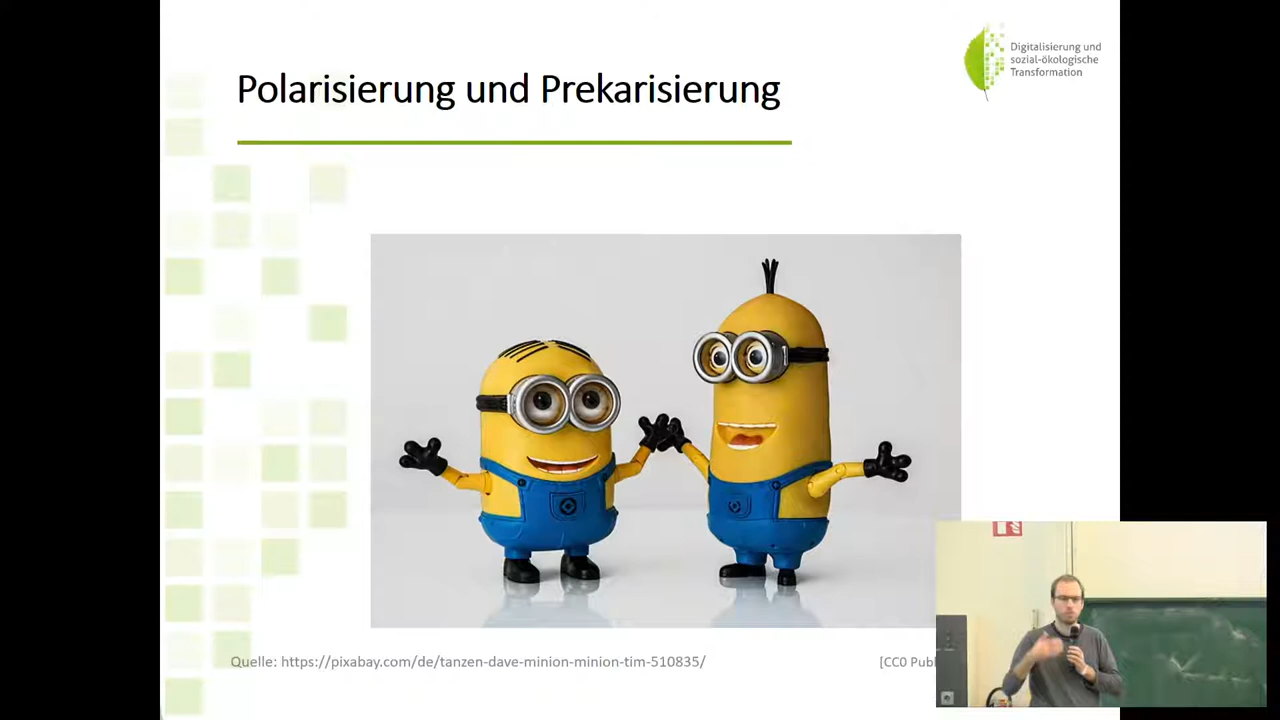 Polarisierung und Prekarisierung
Digitalisierung und
sozial-ökologische
Transformation
Quelle: https://pixabay.com/de/tanzen-dave-minion-minion-tim-510835/
[CC0 Publ